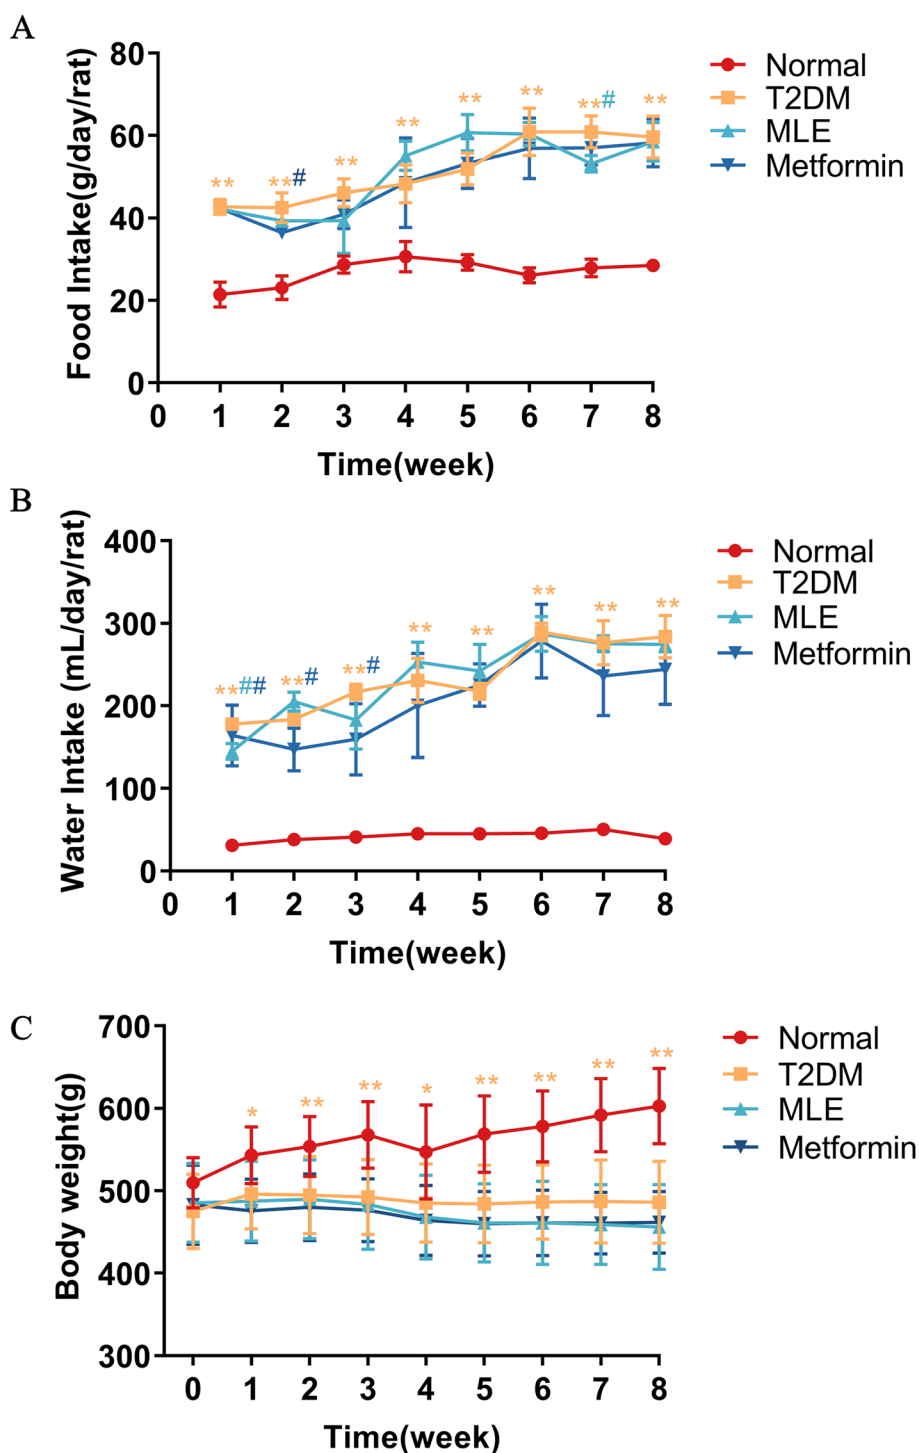 A
80
60
40
20
0
Food Intake(g/day/rat)
** **# ** ** ** ** **# **
0 1 2 3 4 5 6 7 8
Time(week)
Normal
T2DM
MLE
Metformin
B
400
300
200
100
0
Water Intake (mL/day/rat)
**## **# **# ** ** ** ** **
0 1 2 3 4 5 6 7 8
Time(week)
Normal
T2DM
MLE
Metformin
C
700
600
500
400
300
Body weight(g)
* ** ** * ** ** ** **
0 1 2 3 4 5 6 7 8
Time(week)
Normal
T2DM
MLE
Metformin